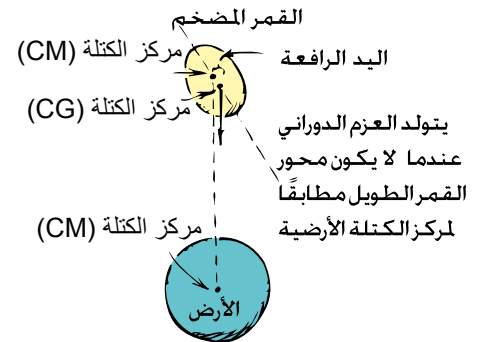 القمر المضخم
مركز الكتلة (CM)
اليد الرافعة
مركز الكتلة (CG)
يتولد العزم الدوراني
عندما لا يكون محور
القمر الطويل مطابقًا
لمركز الكتلة الأرضية
مركز الكتلة (CM)
الأرض